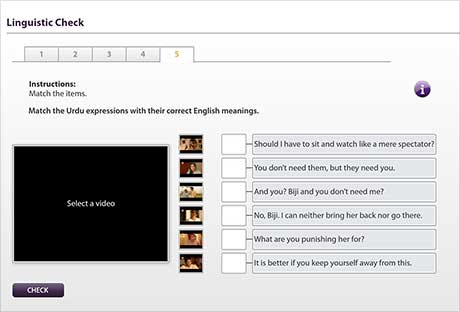 Linguistic Check
1 2 3 4 5
Instructions:
Match the items.
i
Match the Urdu expressions with their correct English meanings.
Select a video
Should I have to sit and watch like a mere spectator?
You don't need them, but they need you.
And you? Biji and you don't need me?
No, Biji. I can neither bring her back nor go there.
What are you punishing her for?
It is better if you keep yourself away from this.
CHECK